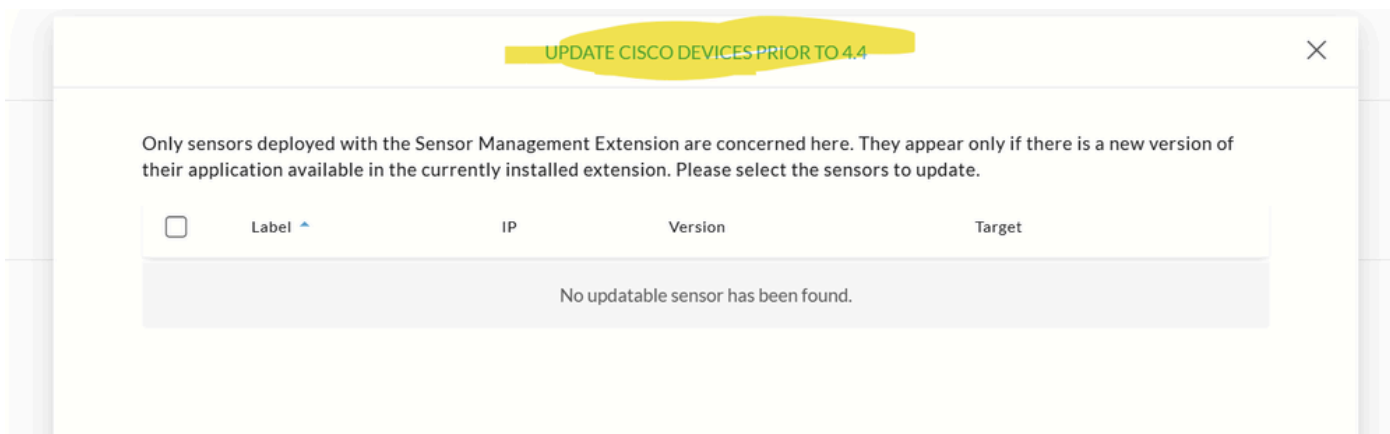 UPDATE CISCO DEVICES PRIOR TO 4.4
Only sensors deployed with the Sensor Management Extension are concerned here. They appear only if there is a new version of
their application available in the currently installed extension. Please select the sensors to update.
Label IP Version Target
No updatable sensor has been found.